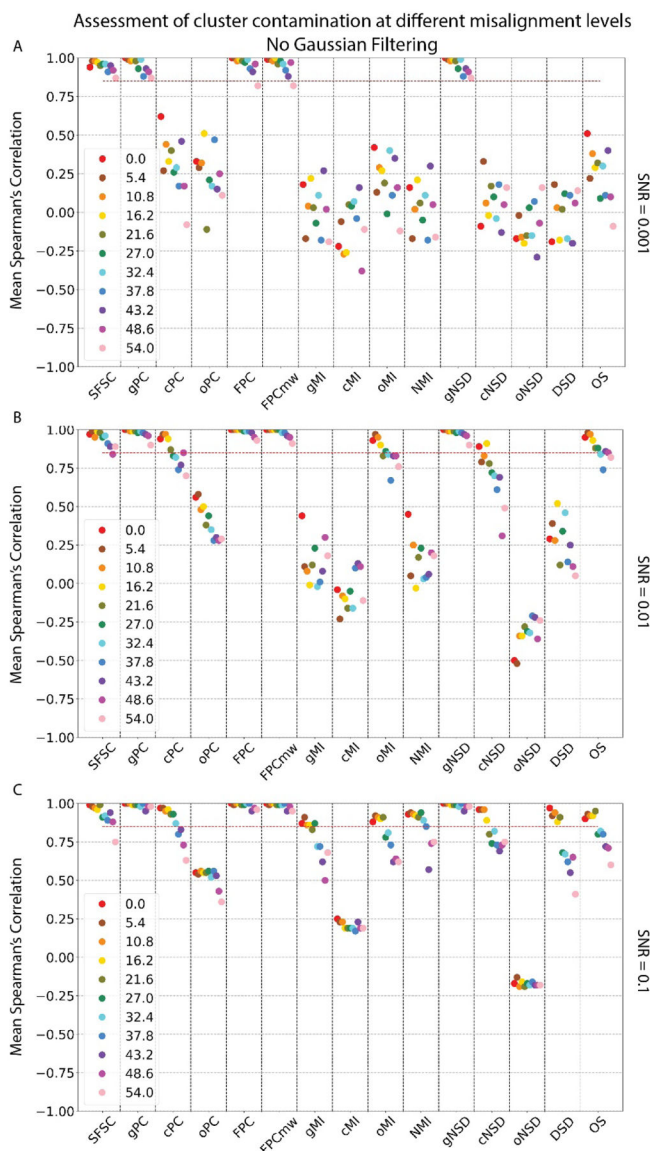 Assessment of cluster contamination at different misalignment levels
No Gaussian Filtering
A
1.00
0.75
0.50
0.25
0.00
−0.25
−0.50
−0.75
−1.00
Mean Spearman's Correlation
0.0
5.4
10.8
16.2
21.6
27.0
32.4
37.8
43.2
48.6
54.0
SNR = 0.001
SFSC
gPC
cPC
oPC
FPC
FPCmw
gMI
cMI
oMI
NMI
gNSD
cNSD
oNSD
DSD
OS
B
1.00
0.75
0.50
0.25
0.00
−0.25
−0.50
−0.75
−1.00
Mean Spearman's Correlation
0.0
5.4
10.8
16.2
21.6
27.0
32.4
37.8
43.2
48.6
54.0
SNR = 0.01
SFSC
gPC
cPC
oPC
FPC
FPCmw
gMI
cMI
oMI
NMI
gNSD
cNSD
oNSD
DSD
OS
C
1.00
0.75
0.50
0.25
0.00
−0.25
−0.50
−0.75
−1.00
Mean Spearman's Correlation
0.0
5.4
10.8
16.2
21.6
27.0
32.4
37.8
43.2
48.6
54.0
SNR = 0.1
SFSC
gPC
cPC
oPC
FPC
FPCmw
gMI
cMI
oMI
NMI
gNSD
cNSD
oNSD
DSD
OS